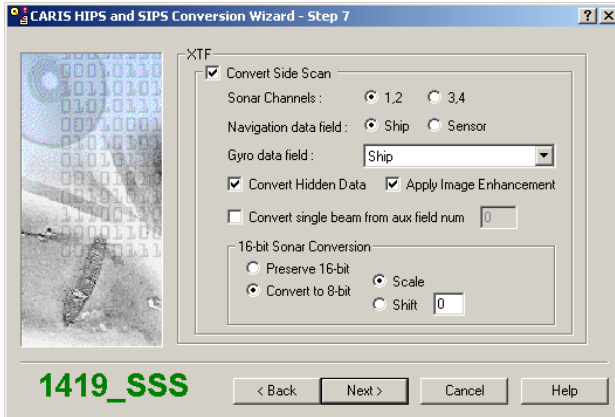 CARIS HIPS and SIPS Conversion Wizard - Step 7
XTF
Convert Side Scan
Sonar Channels : 1,2 3,4
Navigation data field : Ship Sensor
Gyro data field : Ship
Convert Hidden Data Apply Image Enhancement
Convert single beam from aux field num 0
16-bit Sonar Conversion
Preserve 16-bit
Scale
Convert to 8-bit
Shift 0
1419_SSS
< Back Next > Cancel Help